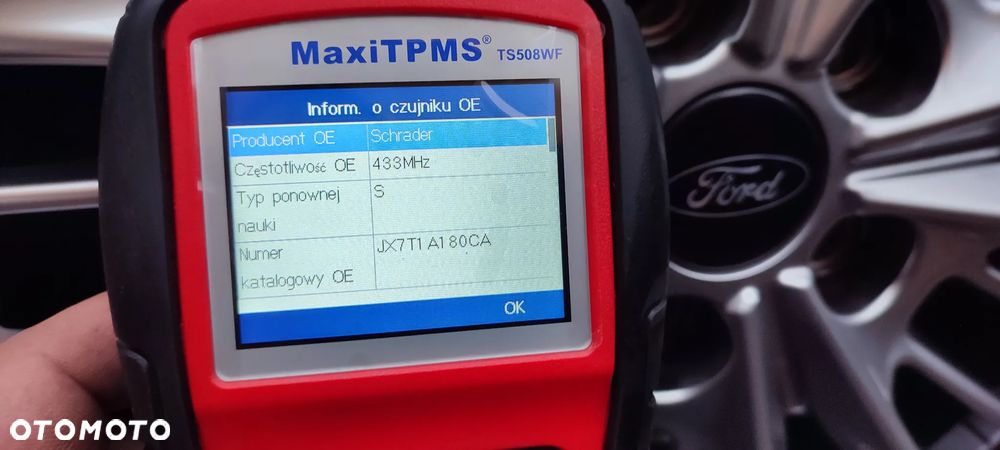 MaxiTPMS® TS508WF
Inform. o czujniku OE
Producent OE Schrader
Częstotliwość OE 433MHz
Typ ponownej nauki S
Numer katalogowy OE JX7T1A180CA
OK
Ford
OTOMOTO